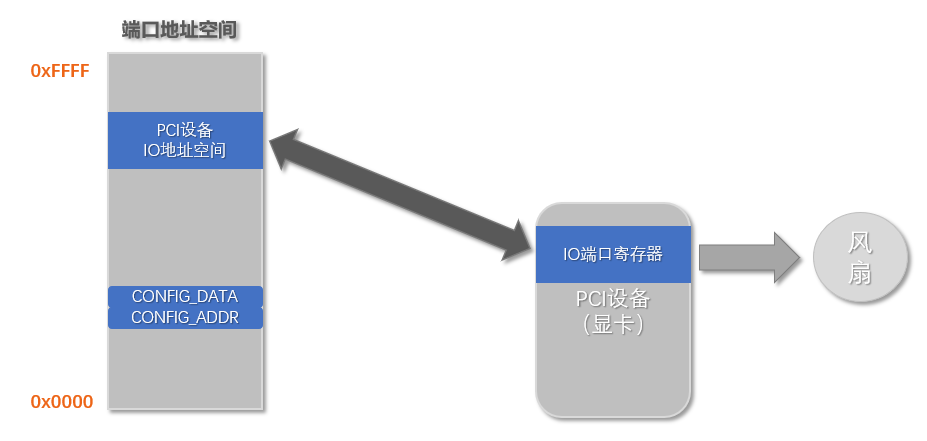 端口地址空间
0xFFFF
PCI设备
IO地址空间
CONFIG_DATA
CONFIG_ADDR
0x0000
IO端口寄存器
PCI设备
（显卡）
风
扇